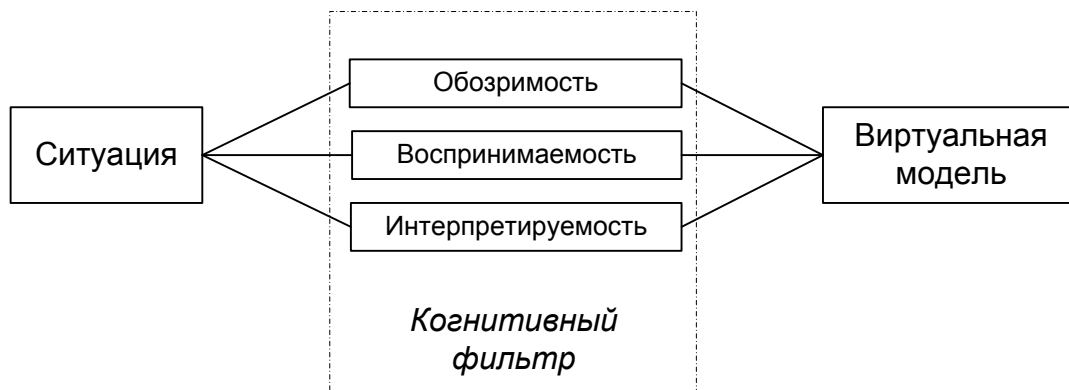 Обозримость
Ситуация
Воспринимаемость
Виртуальная
модель
Интерпретируемость
Когнитивный
фильтр